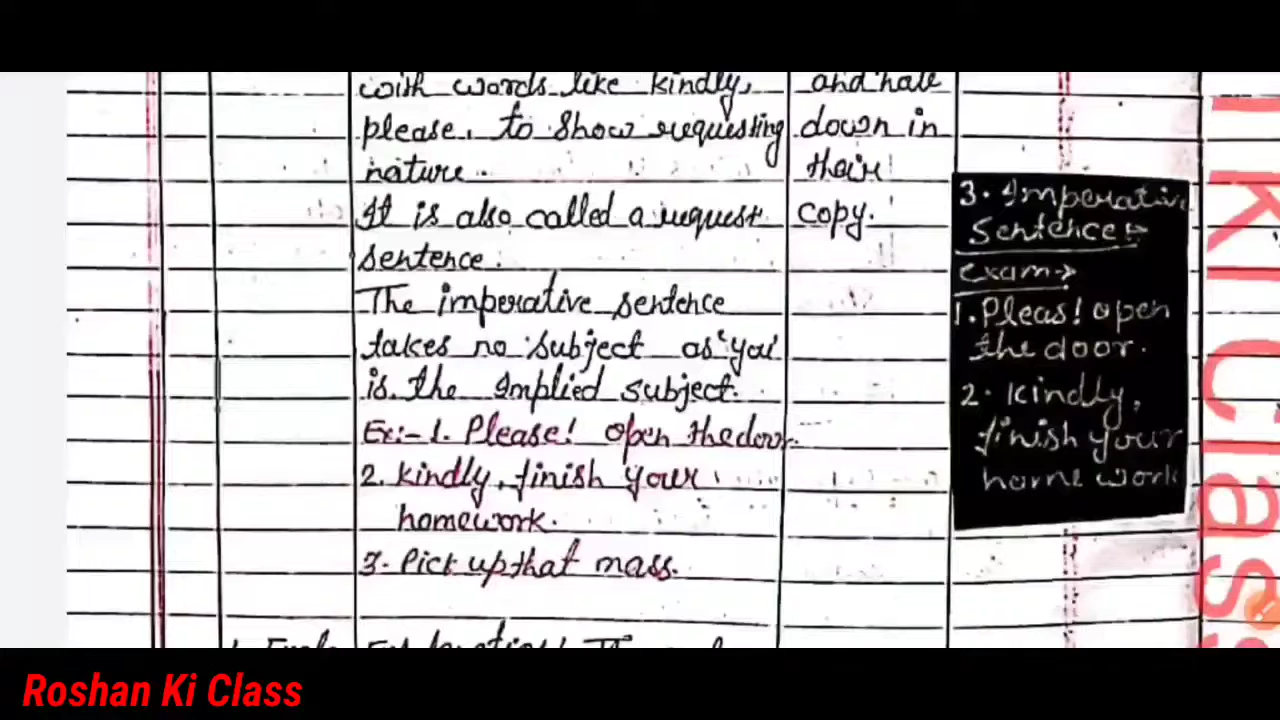 with words like kindly,
please, to show requesting
nature.
It is also called a request
sentence.
The imperative sentence
takes no subject as 'you'
is the implied subject.
Ex:- 1. Please! open the door.
2. Kindly, finish your
homework.
3. Pick up that mass.
and
down in
their
copy.
3. Imperative
Sentence:-
Exam->
1. Pleas! open
the door.
2. Kindly,
finish your
home work
Ki Class
Roshan Ki Class